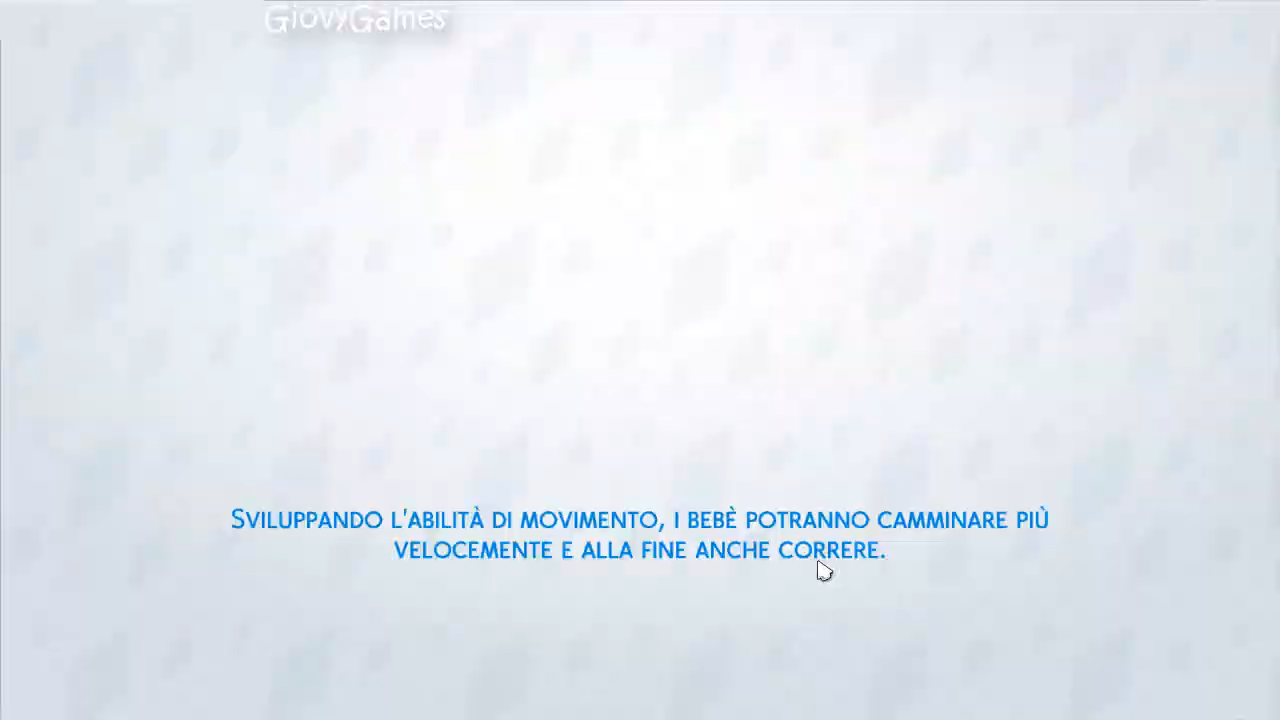 GiovyGames
Sviluppando l'abilità di movimento, i bebè potranno camminare più
velocemente e alla fine anche correre.